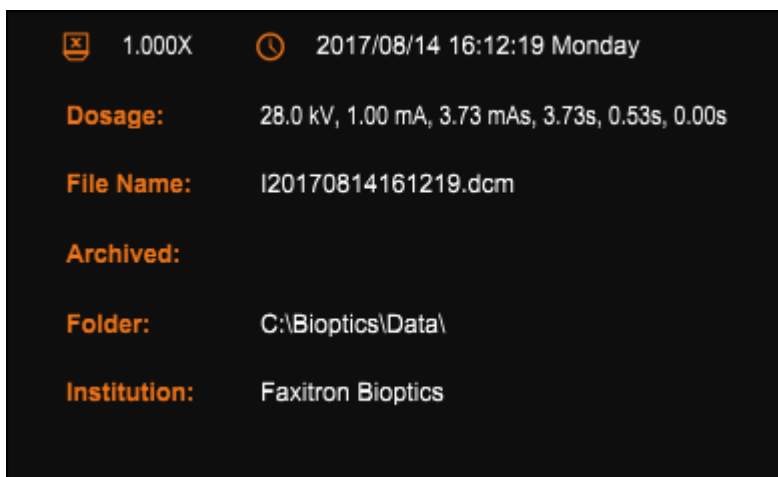 1.000X 2017/08/14 16:12:19 Monday
Dosage: 28.0 kV, 1.00 mA, 3.73 mAs, 3.73s, 0.53s, 0.00s
File Name: I20170814161219.dcm
Archived:
Folder: C:\Bioptics\Data\
Institution: Faxitron Bioptics